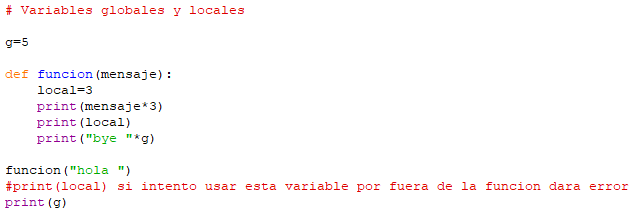 # Variables globales y locales
g=5
def funcion(mensaje):
    local=3
    print(mensaje*3)
    print(local)
    print("bye "*g)
funcion("hola ")
#print(local) si intento usar esta variable por fuera de la funcion dara error
print(g)